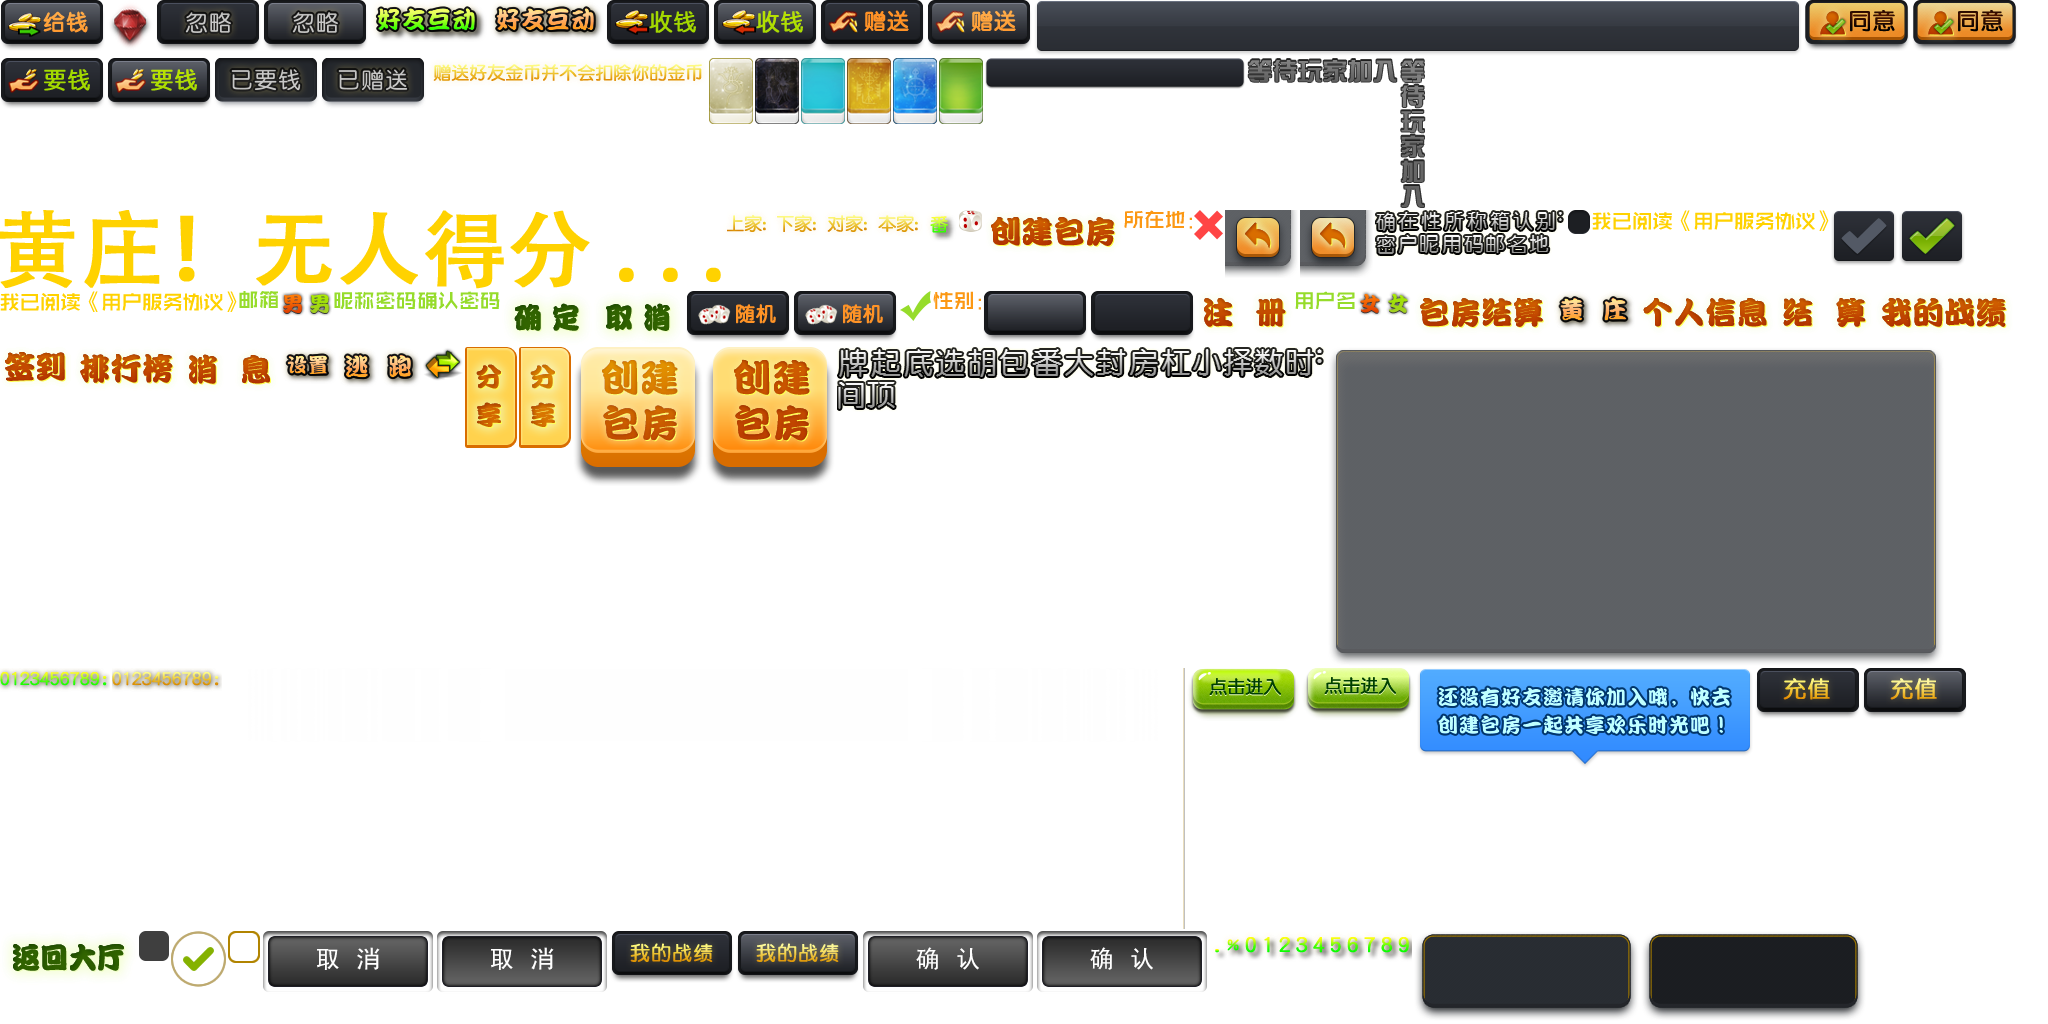 给钱 忽略 忽略 好友互动 好友互动 收钱 收钱 赠送 赠送 同意 同意
要钱 要钱 已要钱 已赠送 赠送好友金币并不会扣除你的金币 等待玩家加入
等待玩家加入
黄庄！无人得分...
上家: 下家: 对家: 本家: 番 创建包房 所在地:
确在性所称箱认别:
密户昵用码邮名地
我已阅读《用户服务协议》
我已阅读《用户服务协议》 邮箱 男 男 昵称密码确认密码 确定 取消 随机 随机 性别: 注册 用户名 女 女 包房结算 黄庄 个人信息 结算 我的战绩
签到 排行榜 消息 设置 逃跑
分享
分享
创建
包房
创建
包房
牌起底选胡包番大封房杠小择数时:
间顶
0123456789: 0123456789:
点击进入 点击进入
还没有好友邀请你加入哦，快去
创建包房一起共享欢乐时光吧！
充值 充值
返回大厅 取消 取消 我的战绩 我的战绩 确认 确认 .%0123456789